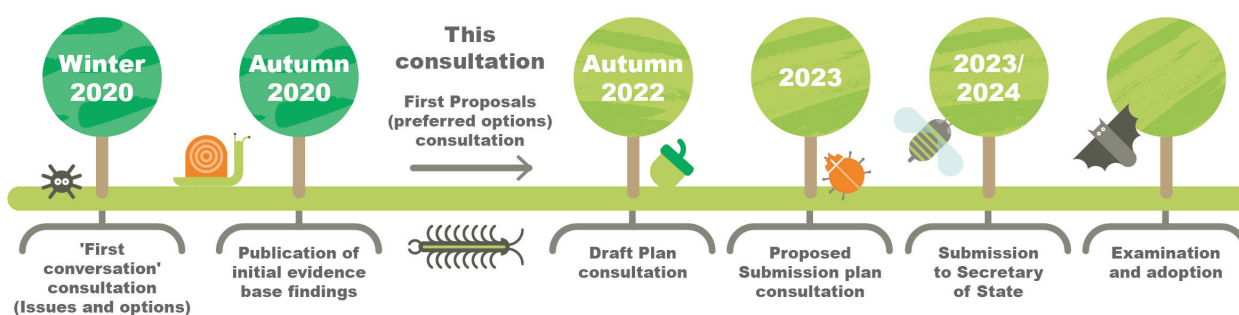 Winter
2020
Autumn
2020
This
consultation
First Proposals
(preferred options)
consultation
Autumn
2022
2023
2023/
2024
'First
conversation'
consultation
(Issues and options)
Publication of
initial evidence
base findings
Draft Plan
consultation
Proposed
Submission plan
consultation
Submission
to Secretary
of State
Examination
and adoption